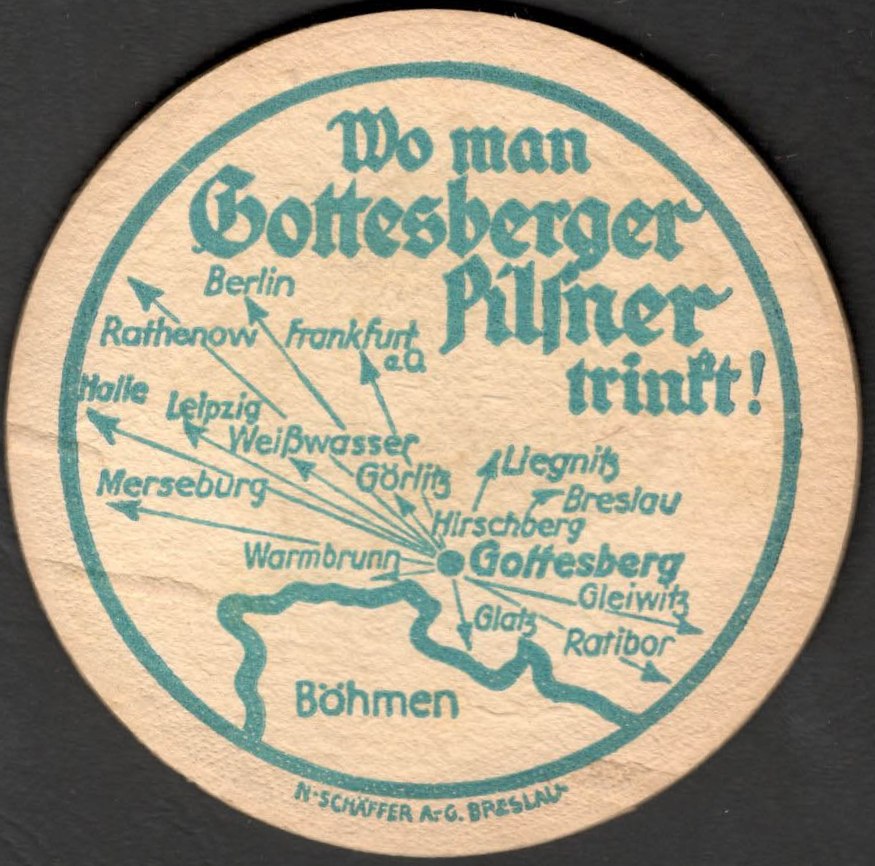 Wo man
Gottesberger
Pilsner
trinkt!
Berlin
Rathenow
Frankfurt
a.O.
Halle
Leipzig
Weißwasser
Görlitz
Liegnitz
Merseburg
Breslau
Hirschberg
Warmbrunn
Gottesberg
Gleiwitz
Glatz
Ratibor
Böhmen
N. SCHÄFFER A.-G. BRESLAU